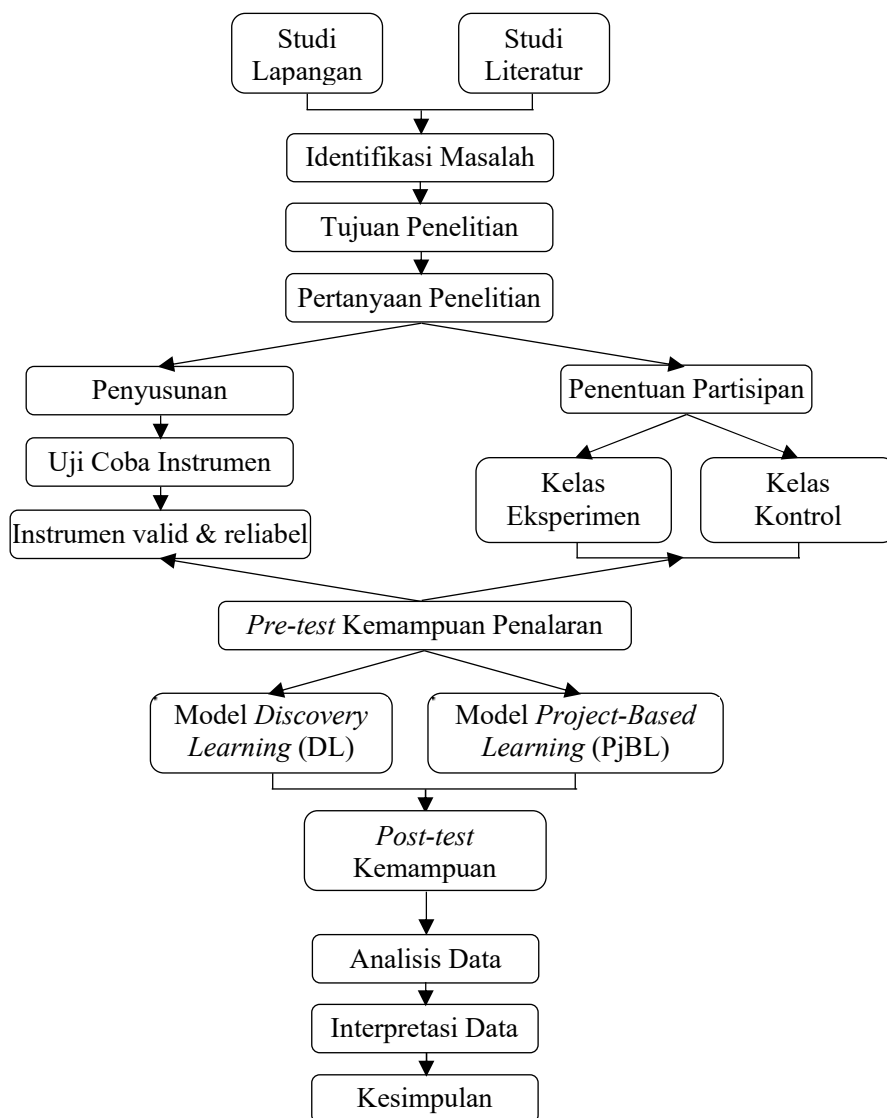 Studi
Lapangan
Studi
Literatur
Identifikasi Masalah
Tujuan Penelitian
Pertanyaan Penelitian
Penyusunan
Penentuan Partisipan
Uji Coba Instrumen
Kelas
Eksperimen
Kelas
Kontrol
Instrumen valid & reliabel
Pre-test Kemampuan Penalaran
Model Discovery
Learning (DL)
Model Project-Based
Learning (PjBL)
Post-test
Kemampuan
Analisis Data
Interpretasi Data
Kesimpulan